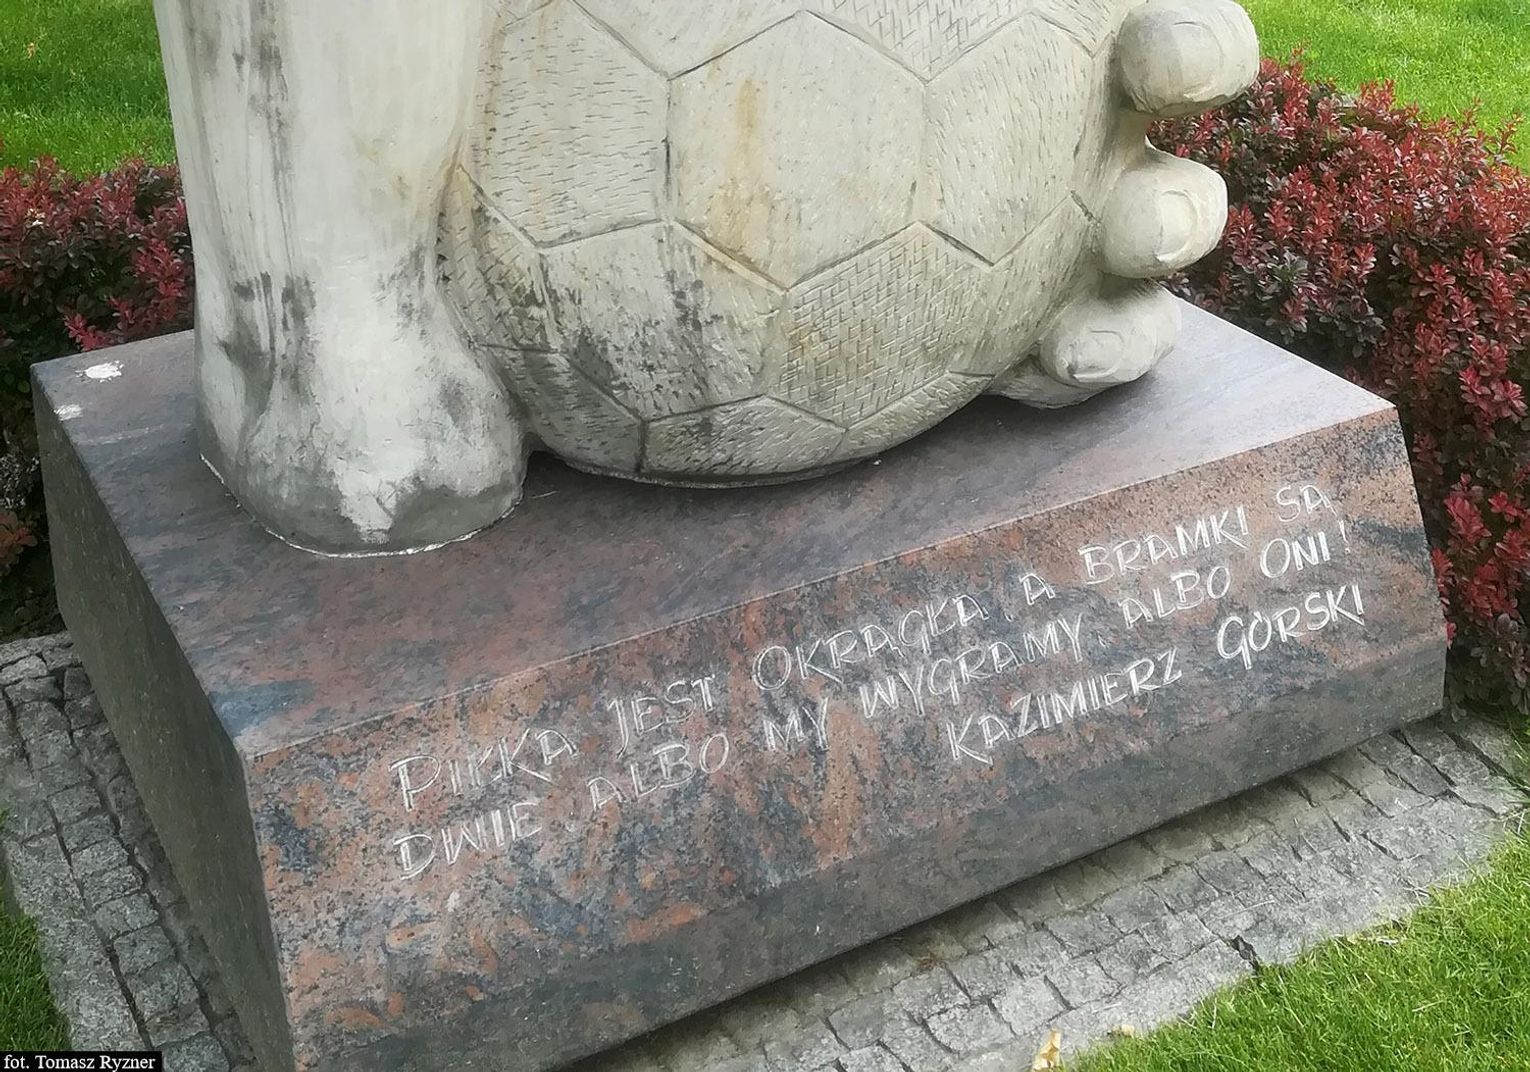 PIŁKA JEST OKRĄGŁA, A BRAMKI SĄ
DWIE, ALBO MY WYGRAMY, ALBO ONI!
KAZIMIERZ GÓRSKI
fot. Tomasz Ryzner